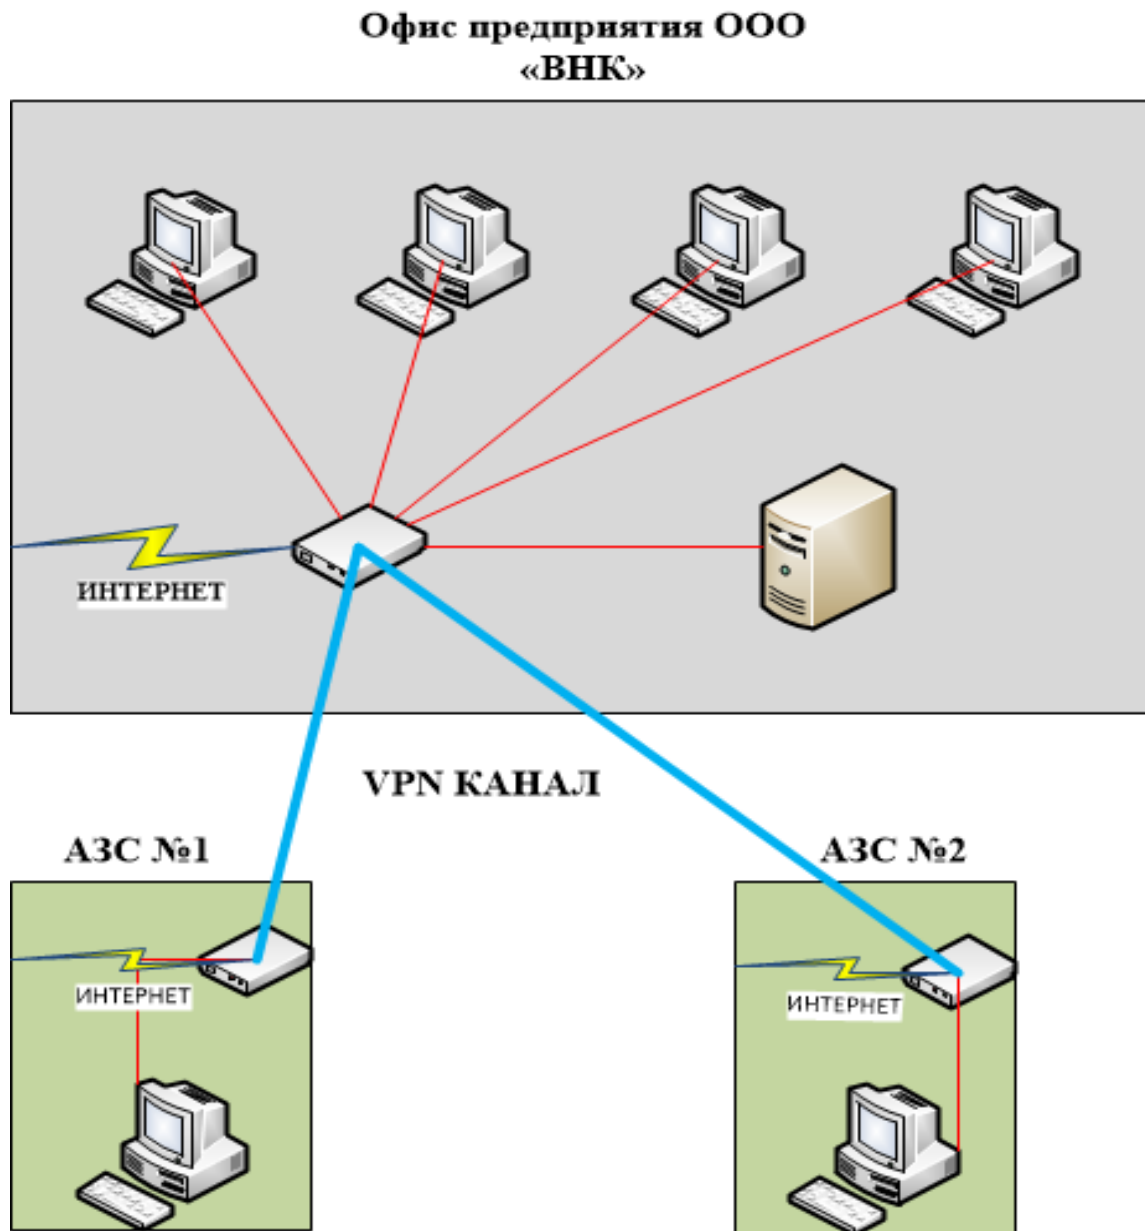 Офис предприятия ООО
«ВНК»
ИНТЕРНЕТ
VPN КАНАЛ
АЗС №1
АЗС №2
ИНТЕРНЕТ
ИНТЕРНЕТ